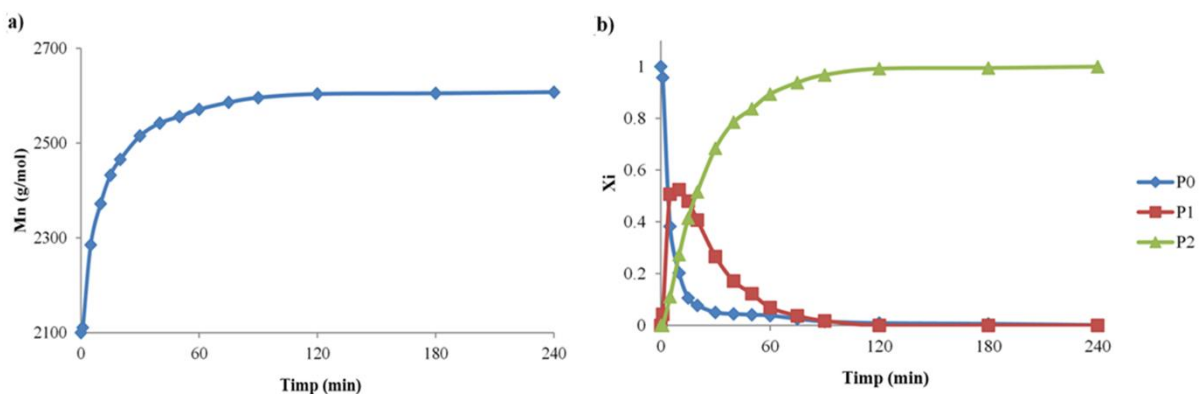 a)
2700
2500
2300
2100
Mn (g/mol)
0 60 120 180 240
Timp (min)
b)
1
0.8
0.6
0.4
0.2
0
Xi
0 60 120 180 240
Timp (min)
P0
P1
P2